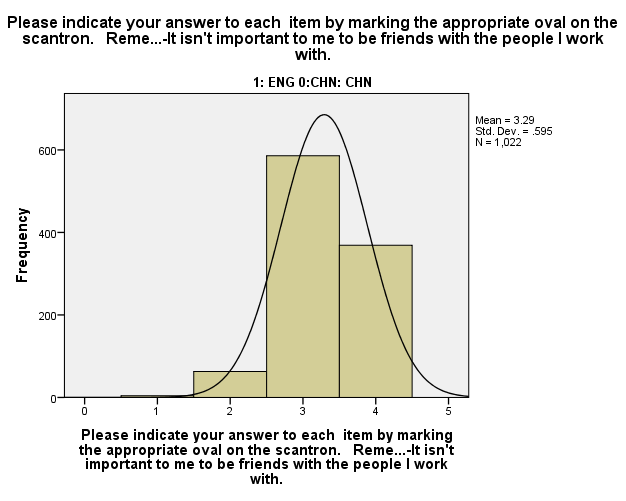 Please indicate your answer to each  item by marking the appropriate oval on the
scantron.   Reme...-It isn't important to me to be friends with the people I work
with.
1: ENG 0:CHN: CHN
Mean = 3.29
Std. Dev. = .595
N = 1,022
Frequency
600
400
200
0
0 1 2 3 4 5
Please indicate your answer to each  item by marking
the appropriate oval on the scantron.   Reme...-It isn't
important to me to be friends with the people I work
with.